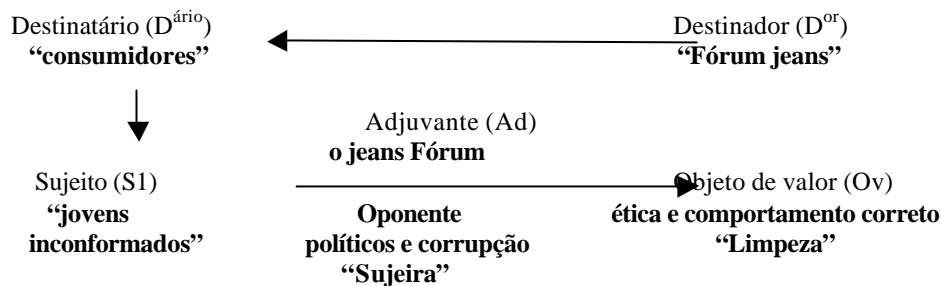 Destinatário (Dário) Destinador (Dor)
“consumidores” “Fórum jeans”
Adjuvante (Ad)
o jeans Fórum
Sujeito (S1) Objeto de valor (Ov)
“jovens Oponente ética e comportamento correto
inconformados” políticos e corrupção “Limpeza”
“Sujeira”